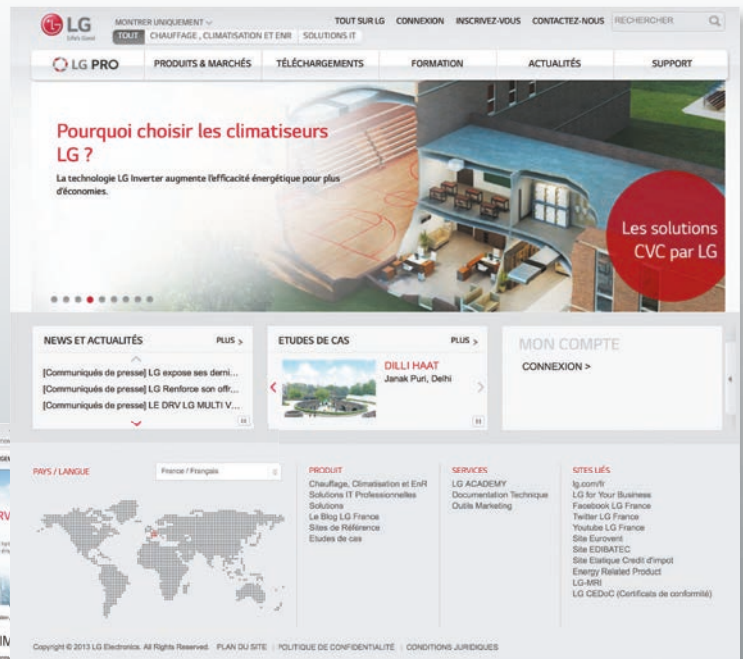 LG
Life's Good
MONTRER UNIQUEMENT
TOUT SUR LG CONNEXION INSCRIVEZ-VOUS CONTACTEZ-NOUS RECHERCHER
TOUT CHAUFFAGE, CLIMATISATION ET ENR SOLUTIONS IT
LG PRO PRODUITS & MARCHÉS TÉLÉCHARGEMENTS FORMATION ACTUALITÉS SUPPORT
Pourquoi choisir les climatiseurs
LG ?
La technologie LG Inverter augmente l'efficacité énergétique pour plus
d'économies.
Les solutions
CVC par LG
NEWS ET ACTUALITÉS PLUS >
[Communiqués de presse] LG expose ses derni...
[Communiqués de presse] LG Renforce son offr...
[Communiqués de presse] LE DRV LG MULTI V...
ETUDES DE CAS PLUS >
DILLI HAAT
Janak Puri, Delhi
MON COMPTE
CONNEXION >
PAYS / LANGUE
France / Français
PRODUIT
Chauffage, Climatisation et EnR
Solutions IT Professionnelles
Solutions
Le Blog LG France
Sites de Référence
Etudes de cas
SERVICES
LG ACADEMY
Documentation Technique
Outils Marketing
SITES LIÉS
lg.com/fr
LG for Your Business
Facebook LG France
Twitter LG France
Youtube LG France
Site Eurovent
Site EDIBATEC
Site Etatique Credit d'impot
Energy Related Product
LG-MRI
LG CEDoC (Certificats de conformité)
Copyright © 2013 LG Electronics. All Rights Reserved. PLAN DU SITE | POLITIQUE DE CONFIDENTIALITÉ | CONDITIONS JURIDIQUES